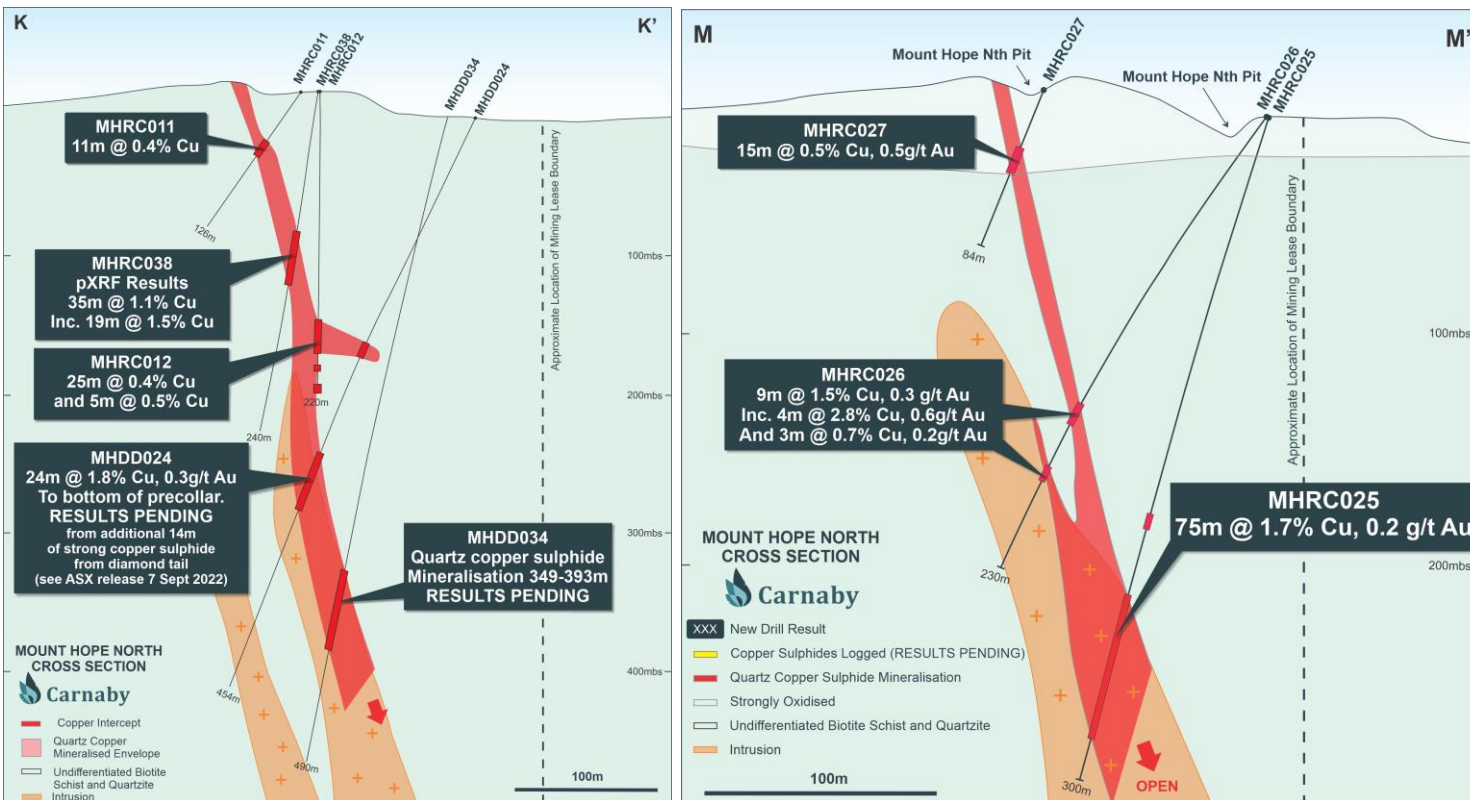 K
K'
MHRC011
MHRC038
MHRC012
MHDD034
MHDD024
MHRC011
11m @ 0.4% Cu
126m
MHRC038
pXRF Results
35m @ 1.1% Cu
Inc. 19m @ 1.5% Cu
MHRC012
25m @ 0.4% Cu
and 5m @ 0.5% Cu
220m
240m
MHDD024
24m @ 1.8% Cu, 0.3g/t Au
To bottom of precollar.
RESULTS PENDING
from additional 14m
of strong copper sulphide
from diamond tail
(see ASX release 7 Sept 2022)
MHDD034
Quartz copper sulphide
Mineralisation 349-393m
RESULTS PENDING
454m
490m
Approximate Location of Mining Lease Boundary
100mbs
200mbs
300mbs
400mbs
MOUNT HOPE NORTH
CROSS SECTION
Carnaby
Copper Intercept
Quartz Copper
Mineralised Envelope
Undifferentiated Biotite
Schist and Quartzite
Intrusion
100m
M
M'
Mount Hope Nth Pit
MHRC027
Mount Hope Nth Pit
MHRC026
MHRC025
MHRC027
15m @ 0.5% Cu, 0.5g/t Au
84m
MHRC026
9m @ 1.5% Cu, 0.3 g/t Au
Inc. 4m @ 2.8% Cu, 0.6g/t Au
And 3m @ 0.7% Cu, 0.2g/t Au
230m
MHRC025
75m @ 1.7% Cu, 0.2 g/t Au
300m
OPEN
Approximate Location of Mining Lease Boundary
100mbs
200mbs
MOUNT HOPE NORTH
CROSS SECTION
Carnaby
XXX New Drill Result
Copper Sulphides Logged (RESULTS PENDING)
Quartz Copper Sulphide Mineralisation
Strongly Oxidised
Undifferentiated Biotite Schist and Quartzite
Intrusion
100m